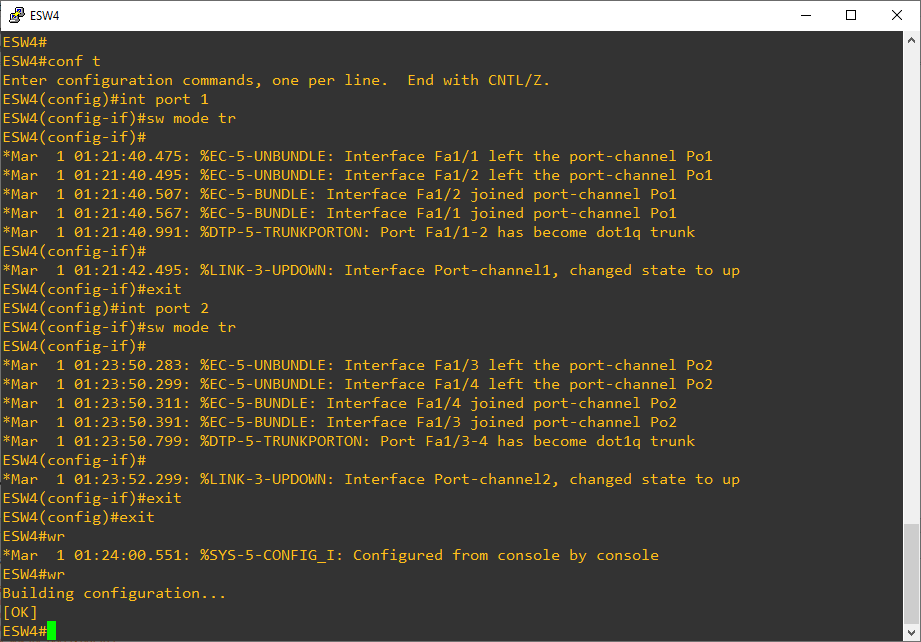 ESW4
ESW4#
ESW4#conf t
Enter configuration commands, one per line.  End with CNTL/Z.
ESW4(config)#int port 1
ESW4(config-if)#sw mode tr
ESW4(config-if)#
*Mar  1 01:21:40.475: %EC-5-UNBUNDLE: Interface Fa1/1 left the port-channel Po1
*Mar  1 01:21:40.495: %EC-5-UNBUNDLE: Interface Fa1/2 left the port-channel Po1
*Mar  1 01:21:40.507: %EC-5-BUNDLE: Interface Fa1/2 joined port-channel Po1
*Mar  1 01:21:40.567: %EC-5-BUNDLE: Interface Fa1/1 joined port-channel Po1
*Mar  1 01:21:40.991: %DTP-5-TRUNKPORTON: Port Fa1/1-2 has become dot1q trunk
ESW4(config-if)#
*Mar  1 01:21:42.495: %LINK-3-UPDOWN: Interface Port-channel1, changed state to up
ESW4(config-if)#exit
ESW4(config)#int port 2
ESW4(config-if)#sw mode tr
ESW4(config-if)#
*Mar  1 01:23:50.283: %EC-5-UNBUNDLE: Interface Fa1/3 left the port-channel Po2
*Mar  1 01:23:50.299: %EC-5-UNBUNDLE: Interface Fa1/4 left the port-channel Po2
*Mar  1 01:23:50.311: %EC-5-BUNDLE: Interface Fa1/4 joined port-channel Po2
*Mar  1 01:23:50.391: %EC-5-BUNDLE: Interface Fa1/3 joined port-channel Po2
*Mar  1 01:23:50.799: %DTP-5-TRUNKPORTON: Port Fa1/3-4 has become dot1q trunk
ESW4(config-if)#
*Mar  1 01:23:52.299: %LINK-3-UPDOWN: Interface Port-channel2, changed state to up
ESW4(config-if)#exit
ESW4(config)#exit
ESW4#wr
*Mar  1 01:24:00.551: %SYS-5-CONFIG_I: Configured from console by console
ESW4#wr
Building configuration...
[OK]
ESW4#